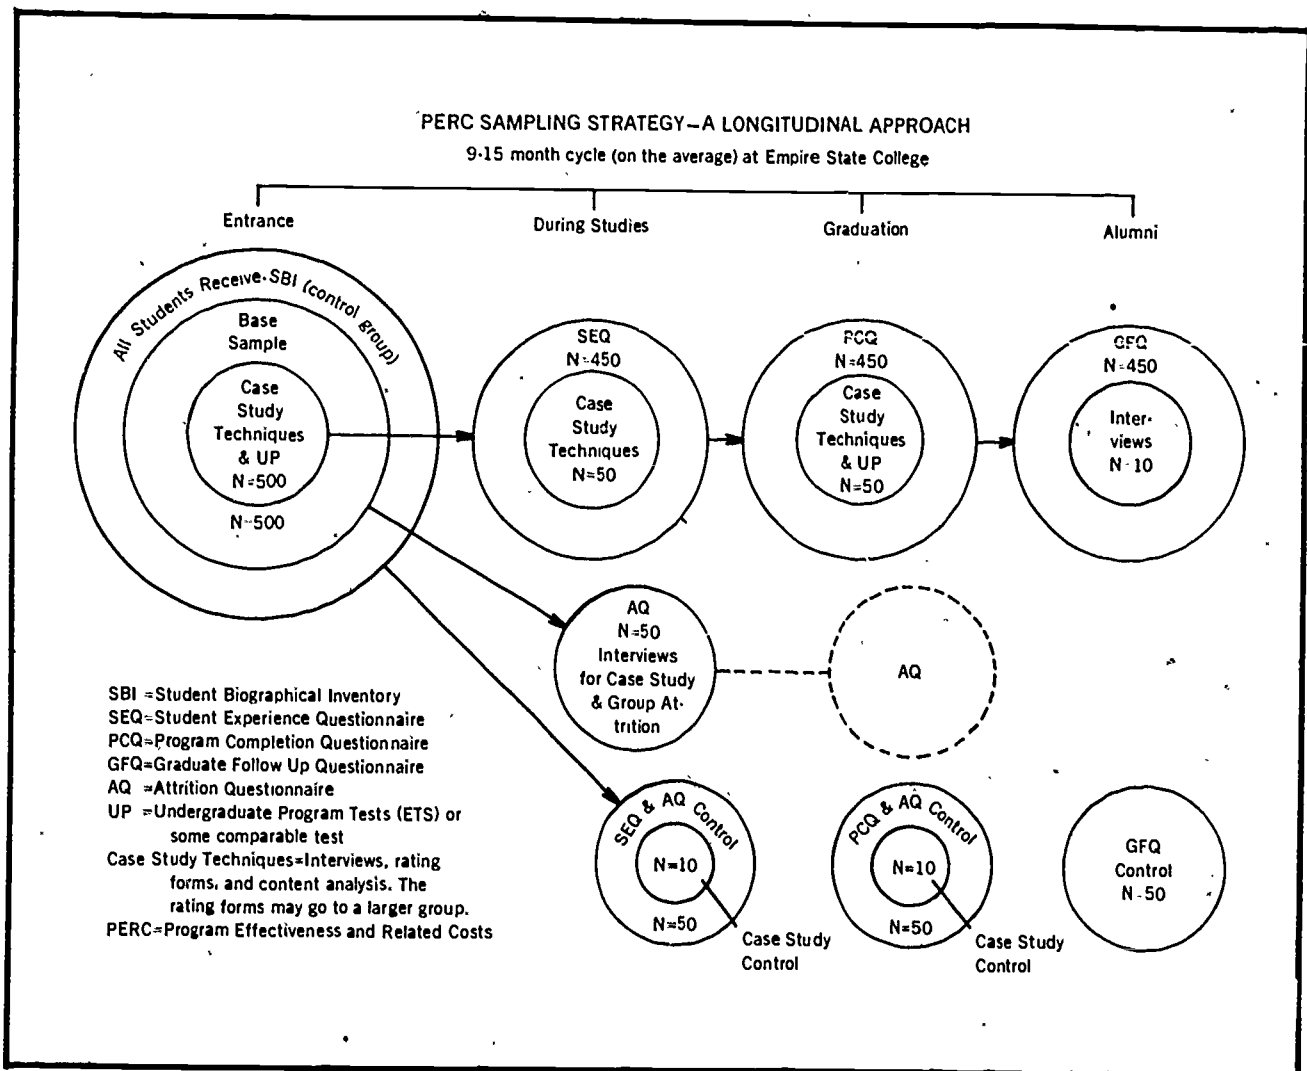 PERC SAMPLING STRATEGY–A LONGITUDINAL APPROACH
9-15 month cycle (on the average) at Empire State College
Entrance
During Studies
Graduation
Alumni
All Students Receive SBI (control group)
Base
Sample
Case
Study
Techniques
& UP
N=500
N=500
SEQ
N=450
Case
Study
Techniques
N=50
PCQ
N=450
Case
Study
Techniques
& UP
N=50
GFQ
N=450
Inter-
views
N-10
AQ
N=50
Interviews
for Case Study
& Group At-
trition
AQ
SBI =Student Biographical Inventory
SEQ=Student Experience Questionnaire
PCQ=Program Completion Questionnaire
GFQ=Graduate Follow Up Questionnaire
AQ =Attrition Questionnaire
UP =Undergraduate Program Tests (ETS) or
some comparable test
Case Study Techniques=Interviews, rating
forms, and content analysis. The
rating forms may go to a larger group.
PERC=Program Effectiveness and Related Costs
SEQ & AQ Control
N=10
N=50
Case Study
Control
PCQ & AQ Control
N=10
N=50
Case Study
Control
GFQ
Control
N-50